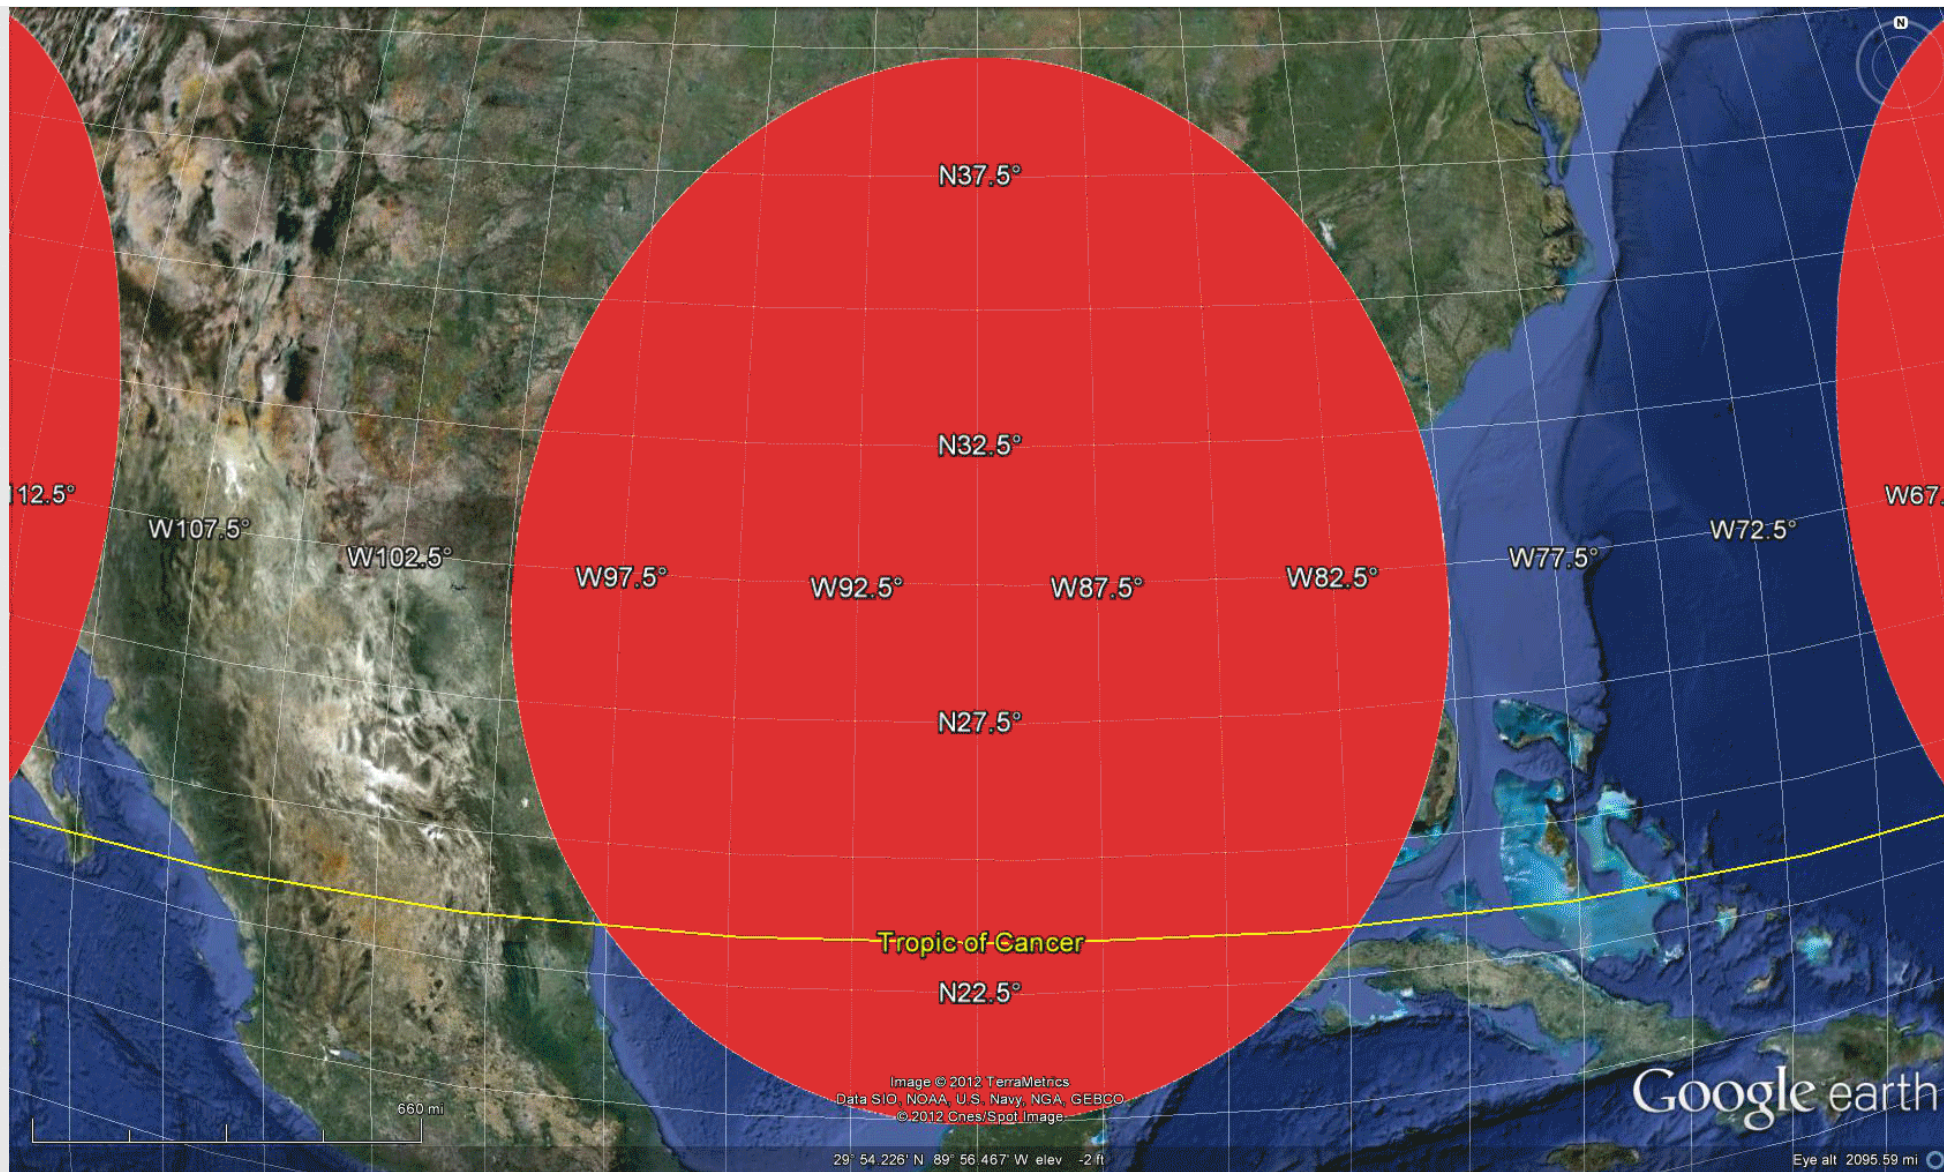 N
N37.5°
N32.5°
12.5°
W107.5°
W102.5°
W97.5°
W92.5°
W87.5°
W82.5°
W77.5°
W72.5°
W67.
N27.5°
Tropic of Cancer
N22.5°
Image © 2012 TerraMetrics
Data SIO, NOAA, U.S. Navy, NGA, GEBCO
© 2012 Cnes/Spot Image
660 mi
Google earth
29° 54.226' N 89° 56.467' W elev -2 ft
Eye alt 2095.59 mi